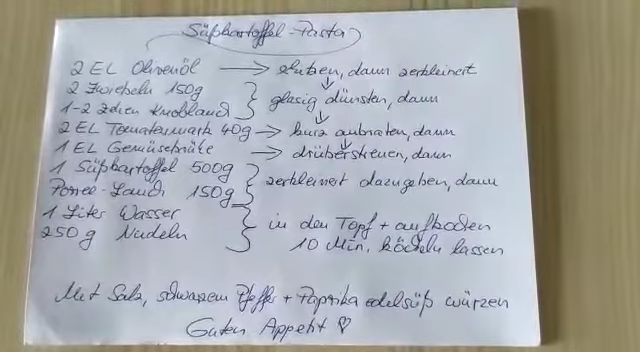 Süßkartoffel-Pasta
2 EL Olivenöl → dann zerkleinert
2 Zwiebeln 150g
1-2 Zehen Knoblauch } glasig dünsten, dann
2 EL Tomatenmark 40g → kurz anbraten, dann
1 EL Gemüsebrühe → drüberstreuen, dann
1 Süßkartoffel 500g
Porree-Lauch 150g } zerkleinert dazugeben, dann
1 Liter Wasser
250 g Nudeln } in den Topf + aufkochen
10 Min. köcheln lassen
Mit Salz, schwarzem Pfeffer + Paprika edelsüß würzen
Guten Appetit ♡